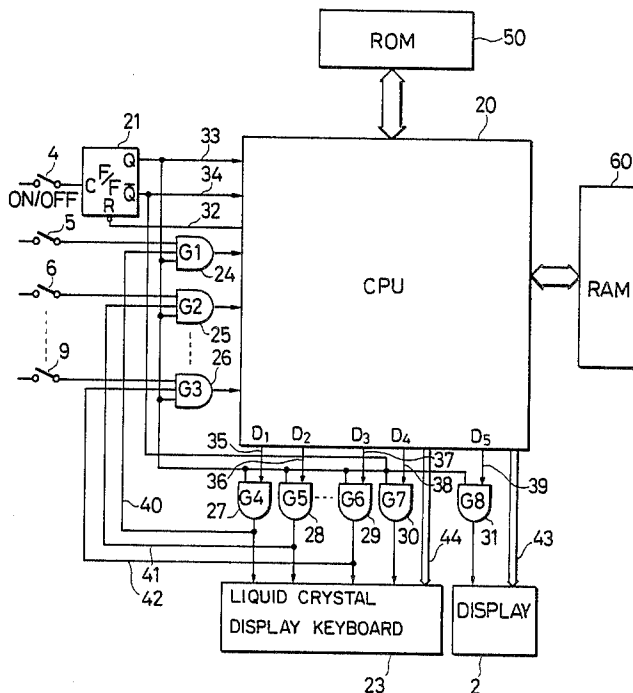 ROM
50
20
21
4
C
F/F
Q
Q̅
R
33
34
32
ON/OFF
5
G1
24
6
G2
25
9
G3
26
CPU
60
RAM
D1
D2
D3
D4
D5
35
36
37
38
39
40
G4
G5
G6
G7
G8
27
28
29
30
31
41
42
44
43
LIQUID CRYSTAL
DISPLAY KEYBOARD
DISPLAY
23
2